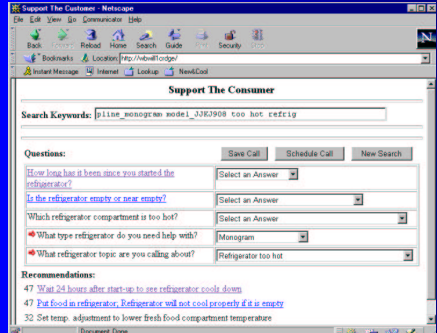 Support The Customer - Netscape
File Edit View Go Communicator Help
Back Reload Home Search Guide Security
Bookmarks Location: http://wbwill1crdge/
Instant Message Internet Lookup New&Cool
Support The Consumer
Search Keywords: pline_monogram model_JJKJ908 too hot refrig
Questions: Save Call Schedule Call New Search
How long has it been since you started the refrigerator? Select an Answer
Is the refrigerator empty or near empty? Select an Answer
Which refrigerator compartment is too hot? Select an Answer
What type refrigerator do you need help with? Monogram
What refrigerator topic are you calling about? Refrigerator too hot
Recommendations:
47 Wait 24 hours after start-up to see refrigerator cools down
47 Put food in refrigerator; Refrigerator will not cool properly if it is empty
32 Set temp. adjustment to lower fresh food compartment temperature
Document: Done